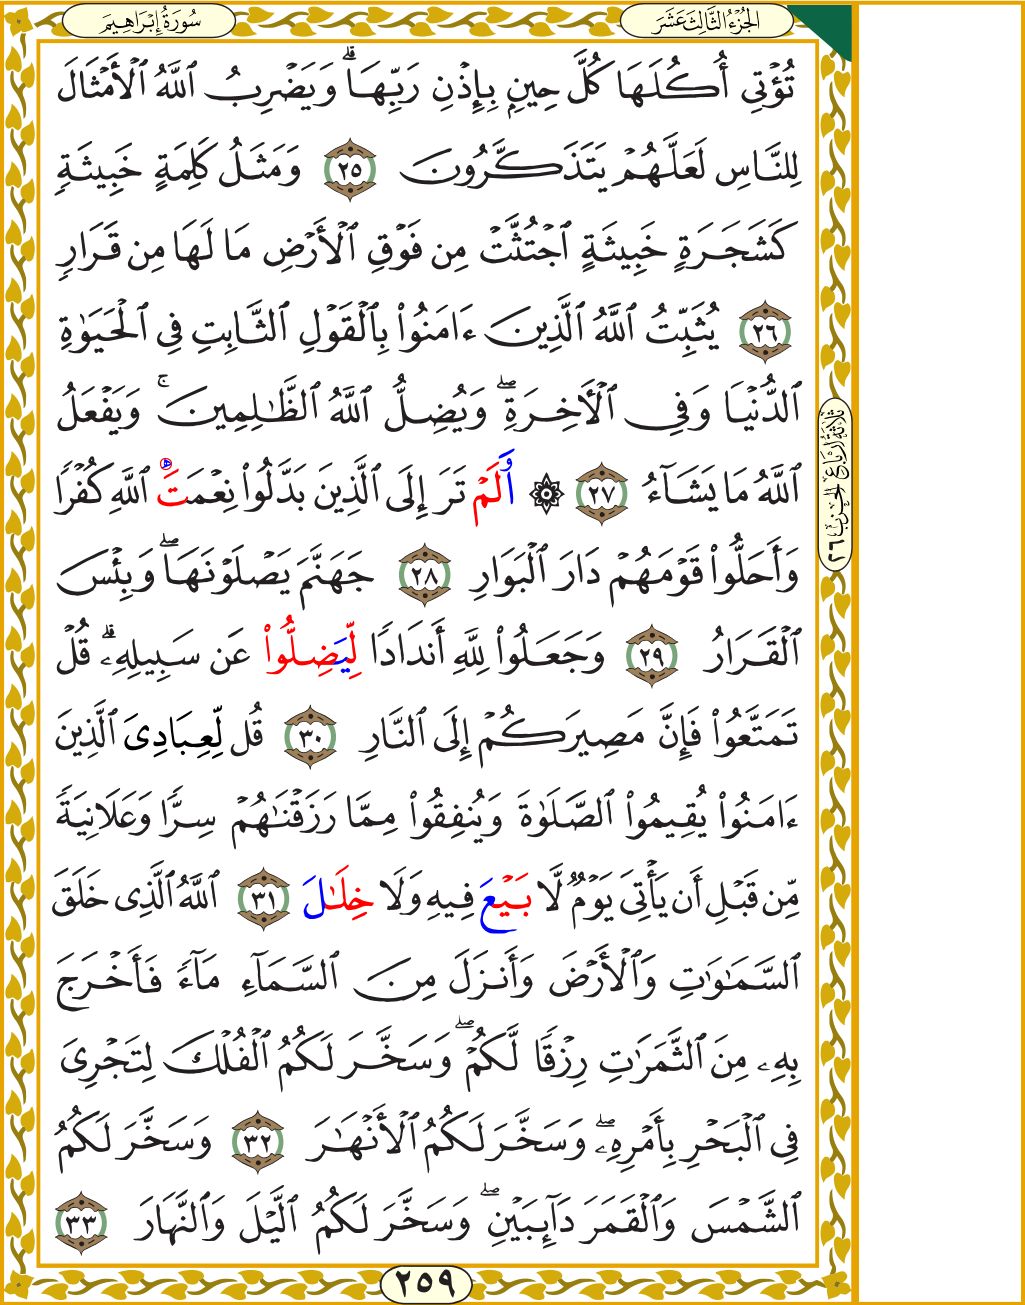 الجُزْءُ الثَّالِثَ عَشَرَ
سُورَةُ إِبْرَاهِيمَ
تُؤْتِىٓ أُكُلَهَا كُلَّ حِينٍۭ بِإِذْنِ رَبِّهَاۗ وَيَضْرِبُ ٱللَّهُ ٱلْأَمْثَالَ
لِلنَّاسِ لَعَلَّهُمْ يَتَذَكَّرُونَ ٢٥ وَمَثَلُ كَلِمَةٍ خَبِيثَةٍۢ
كَشَجَرَةٍ خَبِيثَةٍ ٱجْتُثَّتْ مِن فَوْقِ ٱلْأَرْضِ مَا لَهَا مِن قَرَارٍۢ
٢٦ يُثَبِّتُ ٱللَّهُ ٱلَّذِينَ ءَامَنُوا۟ بِٱلْقَوْلِ ٱلثَّابِتِ فِى ٱلْحَيَوٰةِ
ٱلدُّنْيَا وَفِى ٱلْأَخِرَةِۖ وَيُضِلُّ ٱللَّهُ ٱلظَّـٰلِمِينَۚ وَيَفْعَلُ
ٱللَّهُ مَا يَشَآءُ ٢٧ ۞ أَلَمْ تَرَ إِلَى ٱلَّذِينَ بَدَّلُوا۟ نِعْمَتَ ٱللَّهِ كُفْرًۭا
وَأَحَلُّوا۟ قَوْمَهُمْ دَارَ ٱلْبَوَارِ ٢٨ جَهَنَّمَ يَصْلَوْنَهَاۖ وَبِئْسَ
ٱلْقَرَارُ ٢٩ وَجَعَلُوا۟ لِلَّهِ أَندَادًۭا لِّيَضِلُّوا۟ عَن سَبِيلِهِۦۗ قُلْ
تَمَتَّعُوا۟ فَإِنَّ مَصِيرَكُمْ إِلَى ٱلنَّارِ ٣٠ قُل لِّعِبَادِىَ ٱلَّذِينَ
ءَامَنُوا۟ يُقِيمُوا۟ ٱلصَّلَوٰةَ وَيُنفِقُوا۟ مِمَّا رَزَقْنَـٰهُمْ سِرًّۭا وَعَلَانِيَةًۭ
مِّن قَبْلِ أَن يَأْتِىَ يَوْمٌۭ لَّا بَيْعَ فِيهِ وَلَا خِلَـٰلَ ٣١ ٱللَّهُ ٱلَّذِى خَلَقَ
ٱلسَّمَـٰوَٰتِ وَٱلْأَرْضَ وَأَنزَلَ مِنَ ٱلسَّمَآءِ مَآءًۭ فَأَخْرَجَ
بِهِۦ مِنَ ٱلثَّمَرَٰتِ رِزْقًۭا لَّكُمْۖ وَسَخَّرَ لَكُمُ ٱلْفُلْكَ لِتَجْرِىَ
فِى ٱلْبَحْرِ بِأَمْرِهِۦۖ وَسَخَّرَ لَكُمُ ٱلْأَنْهَـٰرَ ٣٢ وَسَخَّرَ لَكُمُ
ٱلشَّمْسَ وَٱلْقَمَرَ دَآئِبَيْنِۖ وَسَخَّرَ لَكُمُ ٱلَّيْلَ وَٱلنَّهَارَ ٣٣
ثَلَاثَةُ أَرْبَاعِ الحِزْبِ ٢٦
٢٥٩